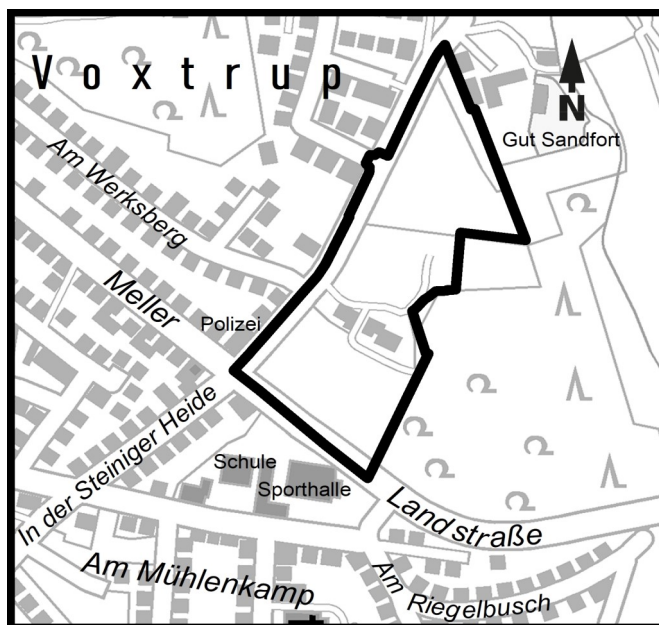 Voxtrup
N
Gut Sandfort
Am Werksberg
Meller
Polizei
In der Steiniger Heide
Schule
Sporthalle
Landstraße
Am Mühlenkamp
Am Riegelbusch